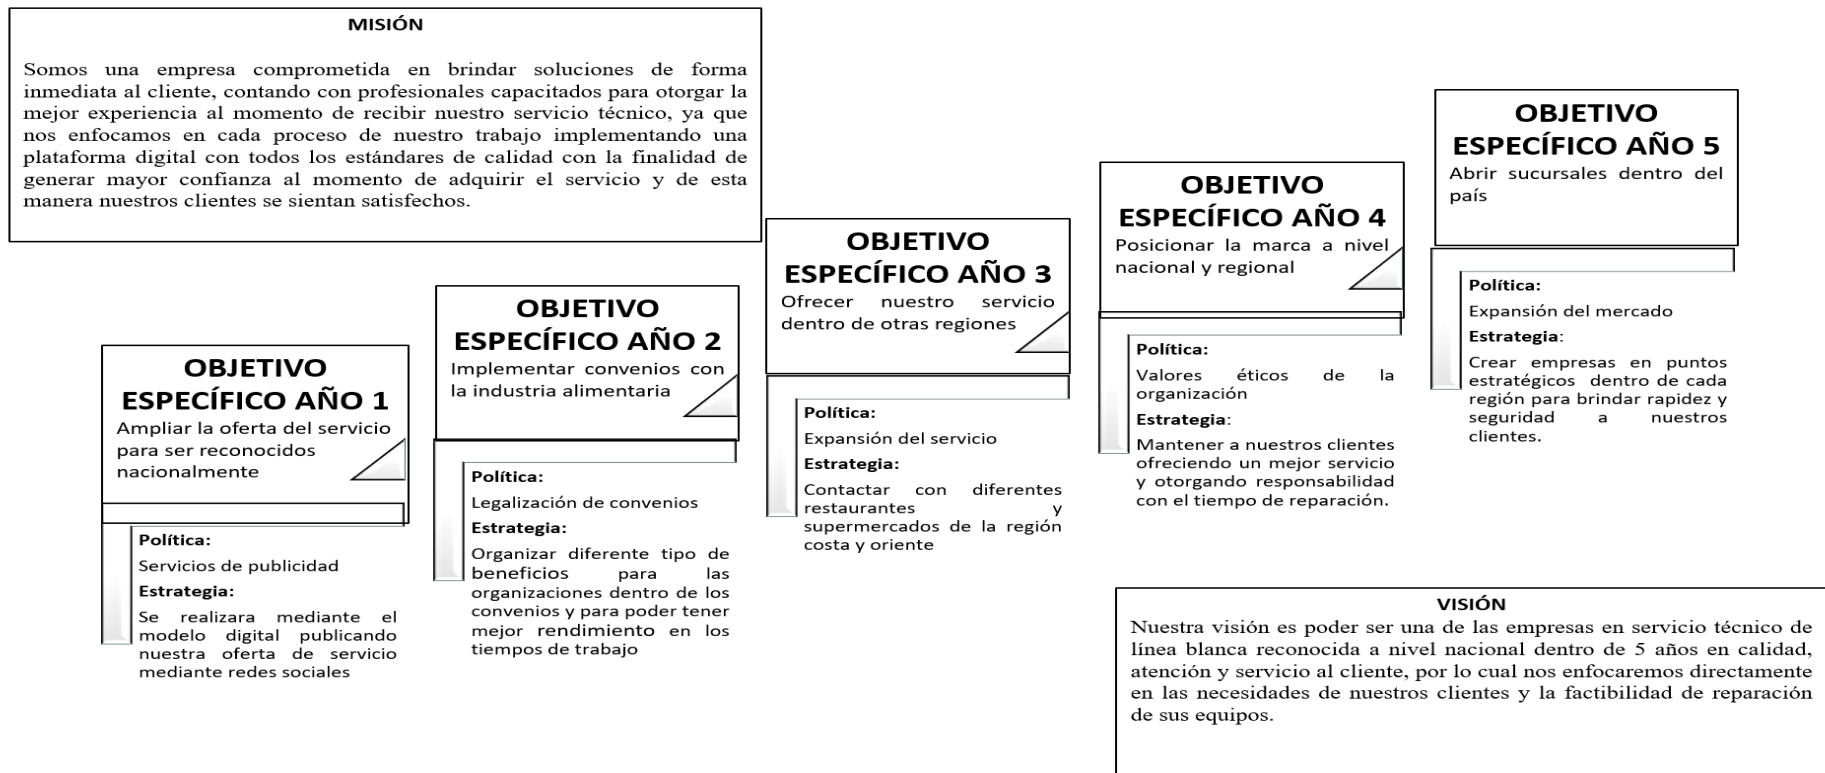 MISIÓN
Somos una empresa comprometida en brindar soluciones de forma
inmediata al cliente, contando con profesionales capacitados para otorgar la
mejor experiencia al momento de recibir nuestro servicio técnico, ya que
nos enfocamos en cada proceso de nuestro trabajo implementando una
plataforma digital con todos los estándares de calidad con la finalidad de
generar mayor confianza al momento de adquirir el servicio y de esta
manera nuestros clientes se sientan satisfechos.
OBJETIVO
ESPECÍFICO AÑO 1
Ampliar la oferta del servicio
para ser reconocidos
nacionalmente
Política:
Servicios de publicidad
Estrategia:
Se realizara mediante el
modelo digital publicando
nuestra oferta de servicio
mediante redes sociales
OBJETIVO
ESPECÍFICO AÑO 2
Implementar convenios con
la industria alimentaria
Política:
Legalización de convenios
Estrategia:
Organizar diferente tipo de
beneficios para las
organizaciones dentro de los
convenios y para poder tener
mejor rendimiento en los
tiempos de trabajo
OBJETIVO
ESPECÍFICO AÑO 3
Ofrecer nuestro servicio
dentro de otras regiones
Política:
Expansión del servicio
Estrategia:
Contactar con diferentes
restaurantes y
supermercados de la región
costa y oriente
OBJETIVO
ESPECÍFICO AÑO 4
Posicionar la marca a nivel
nacional y regional
Política:
Valores éticos de la
organización
Estrategia:
Mantener a nuestros clientes
ofreciendo un mejor servicio
y otorgando responsabilidad
con el tiempo de reparación.
OBJETIVO
ESPECÍFICO AÑO 5
Abrir sucursales dentro del
país
Política:
Expansión del mercado
Estrategia:
Crear empresas en puntos
estratégicos dentro de cada
región para brindar rapidez y
seguridad a nuestros
clientes.
VISIÓN
Nuestra visión es poder ser una de las empresas en servicio técnico de
línea blanca reconocida a nivel nacional dentro de 5 años en calidad,
atención y servicio al cliente, por lo cual nos enfocaremos directamente
en las necesidades de nuestros clientes y la factibilidad de reparación
de sus equipos.